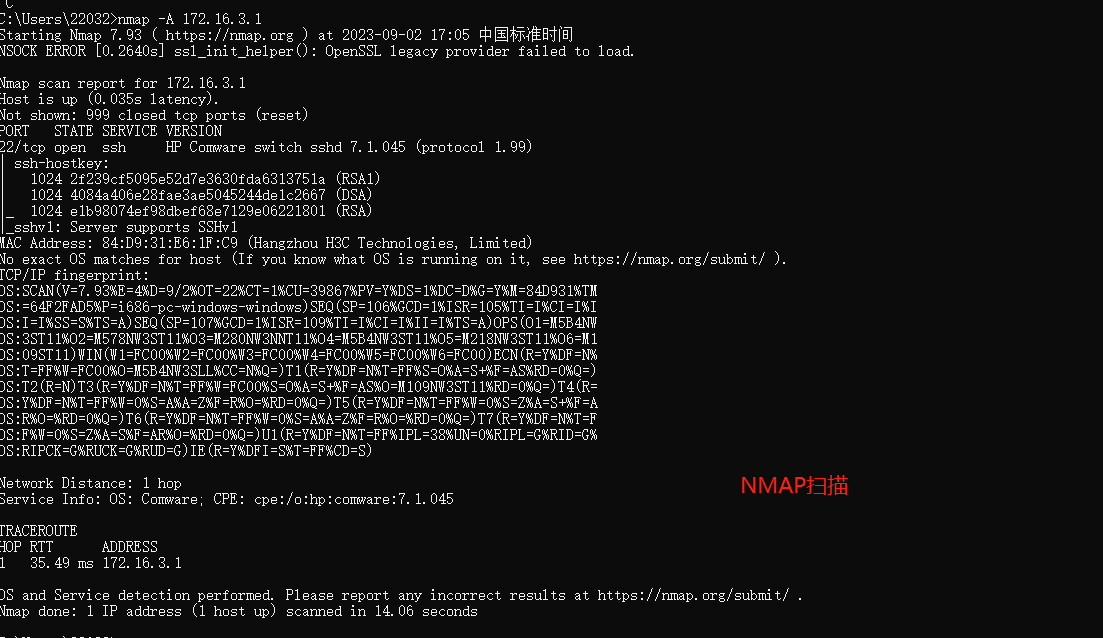 C:\Users\22032>nmap -A 172.16.3.1
Starting Nmap 7.93 ( https://nmap.org ) at 2023-09-02 17:05 中国标准时间
NSOCK ERROR [0.2640s] ssl_init_helper(): OpenSSL legacy provider failed to load.
Nmap scan report for 172.16.3.1
Host is up (0.035s latency).
Not shown: 999 closed tcp ports (reset)
PORT   STATE SERVICE VERSION
22/tcp open  ssh     HP Comware switch sshd 7.1.045 (protocol 1.99)
| ssh-hostkey:
|   1024 2f239cf5095e52d7e3630fda6313751a (RSA1)
|   1024 4084a406e28fae3ae5045244de1c2667 (DSA)
|_  1024 e1b98074ef98dbef68e7129e06221801 (RSA)
|_sshv1: Server supports SSHv1
MAC Address: 84:D9:31:E6:1F:C9 (Hangzhou H3C Technologies, Limited)
No exact OS matches for host (If you know what OS is running on it, see https://nmap.org/submit/ ).
TCP/IP fingerprint:
OS:SCAN(V=7.93%E=4%D=9/2%OT=22%CT=1%CU=39867%PV=Y%DS=1%DC=D%G=Y%M=84D931%TM
OS:=64F2FAD5%P=i686-pc-windows-windows)SEQ(SP=106%GCD=1%ISR=105%TI=I%CI=I%I
OS:I=I%SS=S%TS=A)SEQ(SP=107%GCD=1%ISR=109%TI=I%CI=I%II=I%TS=A)OPS(O1=M5B4NW
OS:3ST11%O2=M578NW3ST11%O3=M280NW3NNT11%O4=M5B4NW3ST11%O5=M218NW3ST11%O6=M1
OS:09ST11)WIN(W1=FC00%W2=FC00%W3=FC00%W4=FC00%W5=FC00%W6=FC00)ECN(R=Y%DF=N%
OS:T=FF%W=FC00%O=M5B4NW3SLL%CC=N%Q=)T1(R=Y%DF=N%T=FF%S=O%A=S+%F=AS%RD=0%Q=)
OS:T2(R=N)T3(R=Y%DF=N%T=FF%W=FC00%S=O%A=S+%F=AS%O=M109NW3ST11%RD=0%Q=)T4(R=
OS:Y%DF=N%T=FF%W=0%S=A%A=Z%F=R%O=%RD=0%Q=)T5(R=Y%DF=N%T=FF%W=0%S=Z%A=S+%F=A
OS:R%O=%RD=0%Q=)T6(R=Y%DF=N%T=FF%W=0%S=A%A=Z%F=R%O=%RD=0%Q=)T7(R=Y%DF=N%T=F
OS:F%W=0%S=Z%A=S%F=AR%O=%RD=0%Q=)U1(R=Y%DF=N%T=FF%IPL=38%UN=0%RIPL=G%RID=G%
OS:RIPCK=G%RUCK=G%RUD=G)IE(R=Y%DFI=S%T=FF%CD=S)
Network Distance: 1 hop
NMAP扫描
Service Info: OS: Comware; CPE: cpe:/o:hp:comware:7.1.045
TRACEROUTE
HOP RTT      ADDRESS
1   35.49 ms 172.16.3.1
OS and Service detection performed. Please report any incorrect results at https://nmap.org/submit/ .
Nmap done: 1 IP address (1 host up) scanned in 14.06 seconds